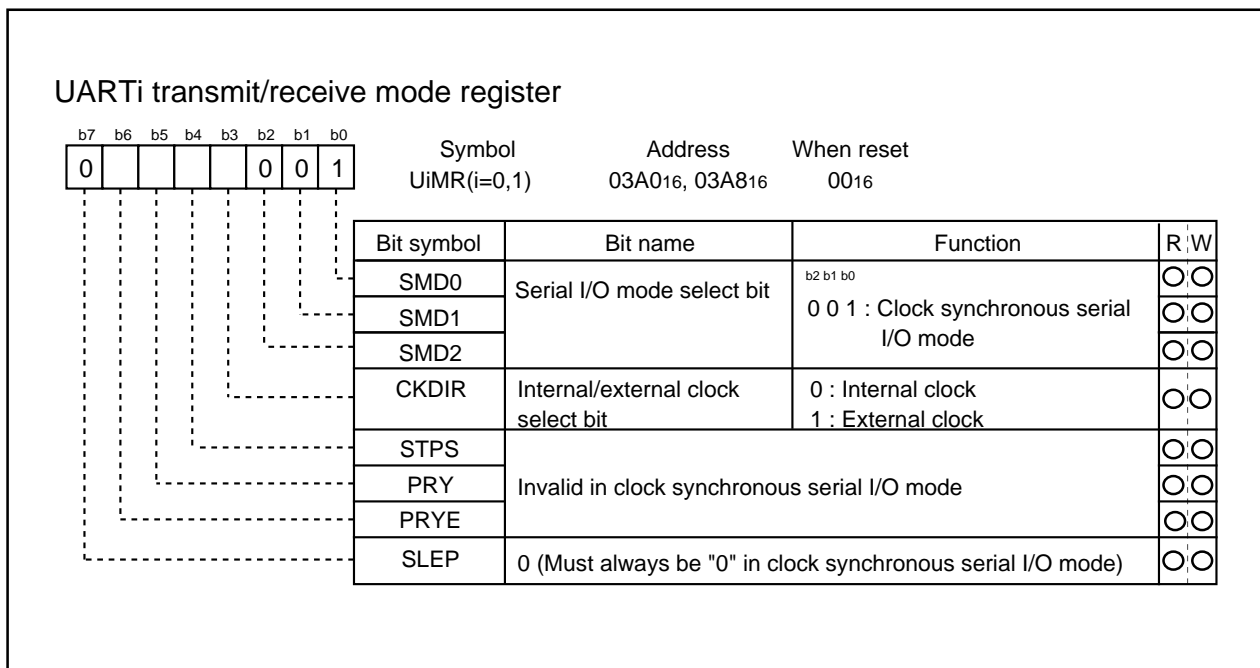 UARTi transmit/receive mode register
b7 b6 b5 b4 b3 b2 b1 b0
0 0 0 1
Symbol Address When reset
UiMR(i=0,1) 03A016, 03A816 0016
Bit symbol Bit name Function R W
SMD0 Serial I/O mode select bit b2 b1 b0
SMD1 0 0 1 : Clock synchronous serial
I/O mode
SMD2
CKDIR Internal/external clock 0 : Internal clock
select bit 1 : External clock
STPS
PRY Invalid in clock synchronous serial I/O mode
PRYE
SLEP 0 (Must always be "0" in clock synchronous serial I/O mode)